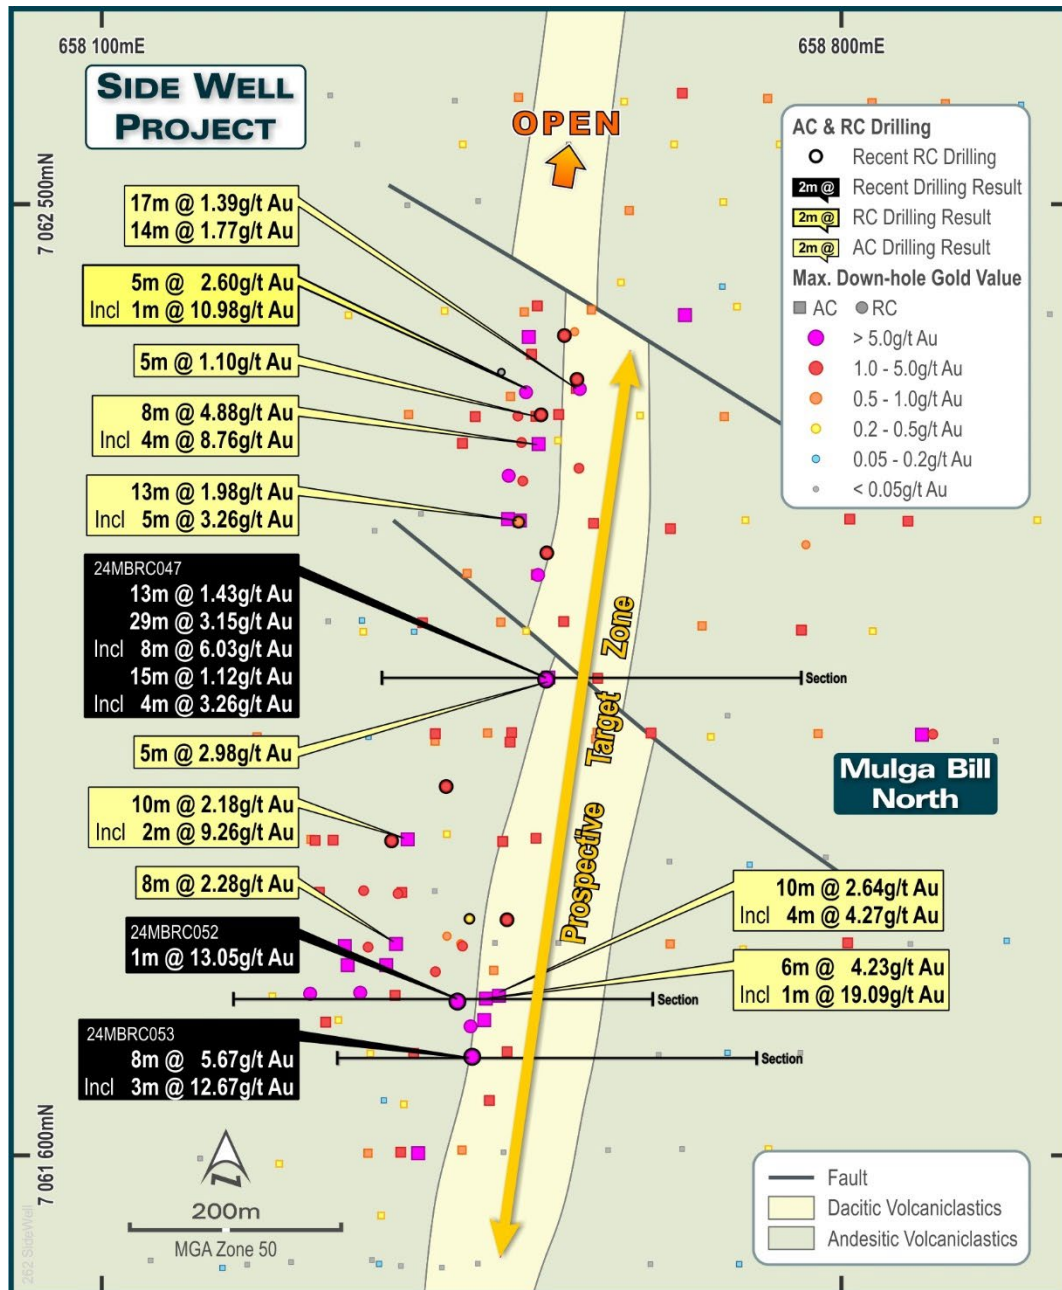 658 100mE
658 800mE
SIDE WELL
PROJECT
OPEN
7 062 500mN
AC & RC Drilling
Recent RC Drilling
2m @ Recent Drilling Result
2m @ RC Drilling Result
2m @ AC Drilling Result
Max. Down-hole Gold Value
AC RC
> 5.0g/t Au
1.0 - 5.0g/t Au
0.5 - 1.0g/t Au
0.2 - 0.5g/t Au
0.05 - 0.2g/t Au
< 0.05g/t Au
17m @ 1.39g/t Au
14m @ 1.77g/t Au
5m @ 2.60g/t Au
Incl 1m @ 10.98g/t Au
5m @ 1.10g/t Au
8m @ 4.88g/t Au
Incl 4m @ 8.76g/t Au
13m @ 1.98g/t Au
Incl 5m @ 3.26g/t Au
24MBRC047
13m @ 1.43g/t Au
29m @ 3.15g/t Au
Incl 8m @ 6.03g/t Au
15m @ 1.12g/t Au
Incl 4m @ 3.26g/t Au
Section
5m @ 2.98g/t Au
Prospective Target Zone
Mulga Bill
North
10m @ 2.18g/t Au
Incl 2m @ 9.26g/t Au
8m @ 2.28g/t Au
10m @ 2.64g/t Au
Incl 4m @ 4.27g/t Au
24MBRC052
1m @ 13.05g/t Au
6m @ 4.23g/t Au
Incl 1m @ 19.09g/t Au
Section
24MBRC053
8m @ 5.67g/t Au
Incl 3m @ 12.67g/t Au
Section
7 061 600mN
N
200m
MGA Zone 50
262 SideWell
Fault
Dacitic Volcaniclastics
Andesitic Volcaniclastics